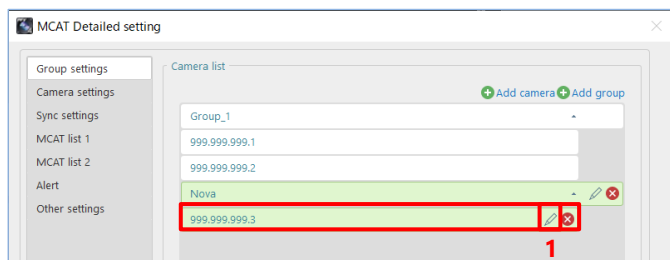 MCAT Detailed setting
Group settings
Camera settings
Sync settings
MCAT list 1
MCAT list 2
Alert
Other settings
Camera list
Add camera Add group
Group_1
999.999.999.1
999.999.999.2
Nova
999.999.999.3
1